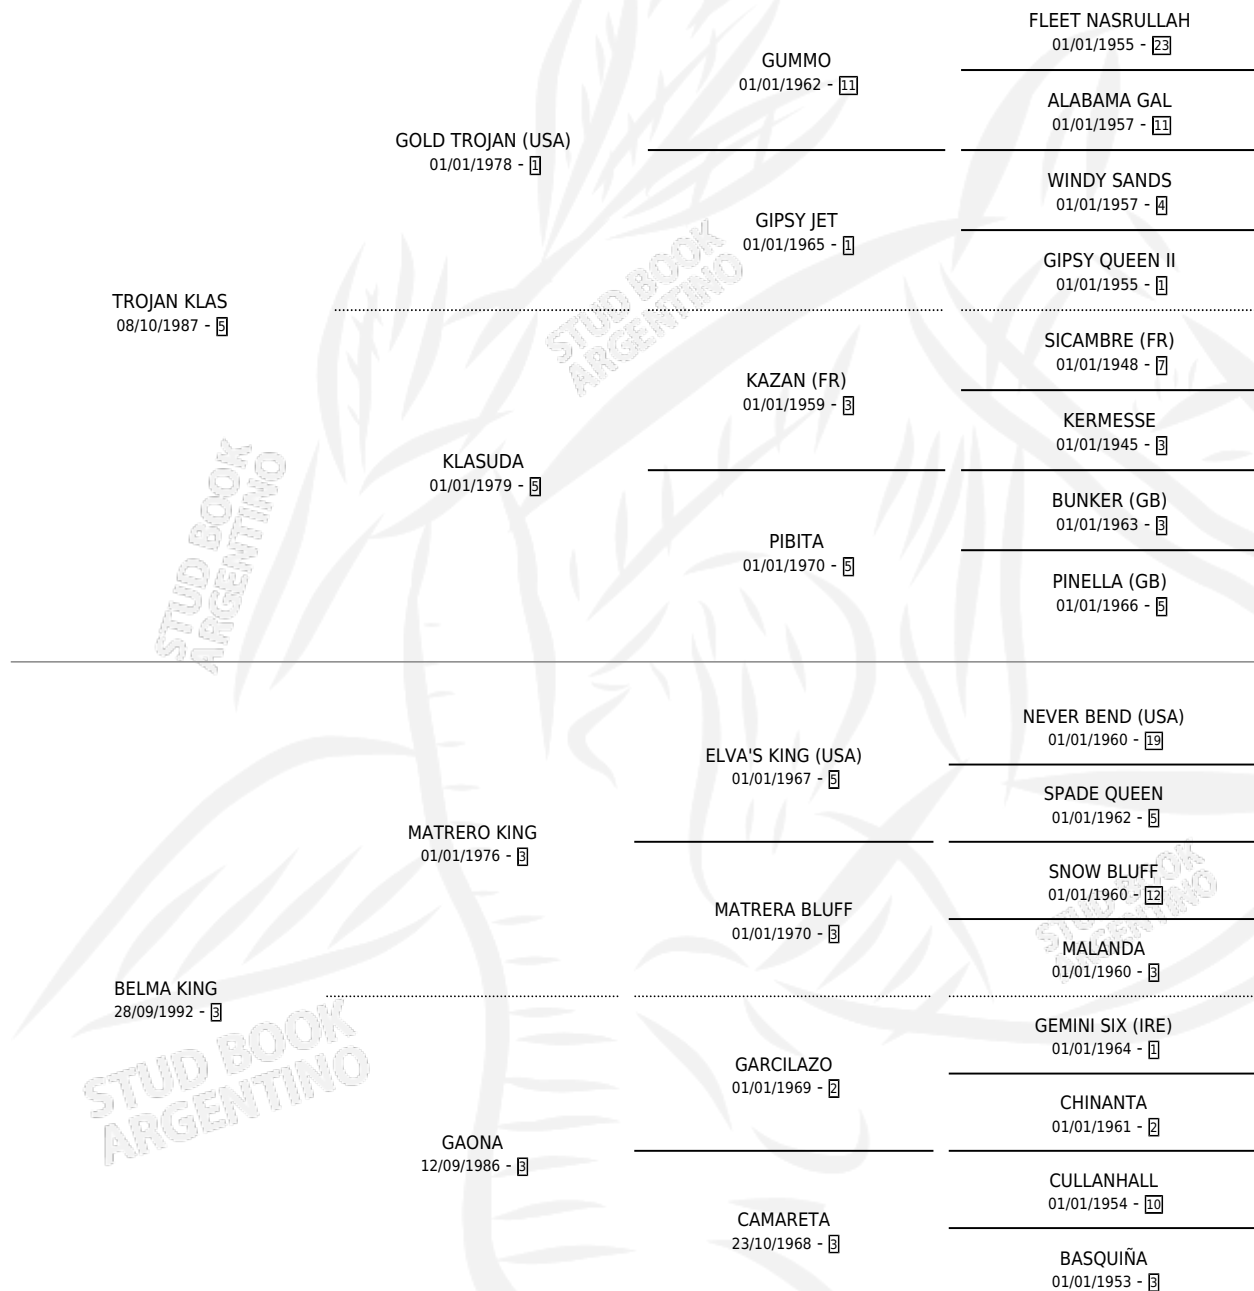 FLEET NASRULLAH
01/01/1955 - 23
GUMMO
01/01/1962 - 11
ALABAMA GAL
01/01/1957 - 11
GOLD TROJAN (USA)
01/01/1978 - 1
WINDY SANDS
01/01/1957 - 4
GIPSY JET
01/01/1965 - 1
GIPSY QUEEN II
01/01/1955 - 1
TROJAN KLAS
08/10/1987 - 5
SICAMBRE (FR)
01/01/1948 - 7
KAZAN (FR)
01/01/1959 - 3
KERMESSE
01/01/1945 - 3
KLASUDA
01/01/1979 - 5
BUNKER (GB)
01/01/1963 - 3
PIBITA
01/01/1970 - 5
PINELLA (GB)
01/01/1966 - 5
STUD BOOK
ARGENTINO
STUD BOOK
ARGENTINO
NEVER BEND (USA)
01/01/1960 - 19
ELVA'S KING (USA)
01/01/1967 - 5
SPADE QUEEN
01/01/1962 - 5
MATRERO KING
01/01/1976 - 3
SNOW BLUFF
01/01/1960 - 12
MATRERA BLUFF
01/01/1970 - 3
MALANDA
01/01/1960 - 3
STUD BOOK
ARGENTINO
BELMA KING
28/09/1992 - 3
GEMINI SIX (IRE)
01/01/1964 - 1
GARCILAZO
01/01/1969 - 2
CHINANTA
01/01/1961 - 2
STUD BOOK
ARGENTINO
GAONA
12/09/1986 - 3
CULLANHALL
01/01/1954 - 10
CAMARETA
23/10/1968 - 3
BASQUIÑA
01/01/1953 - 3